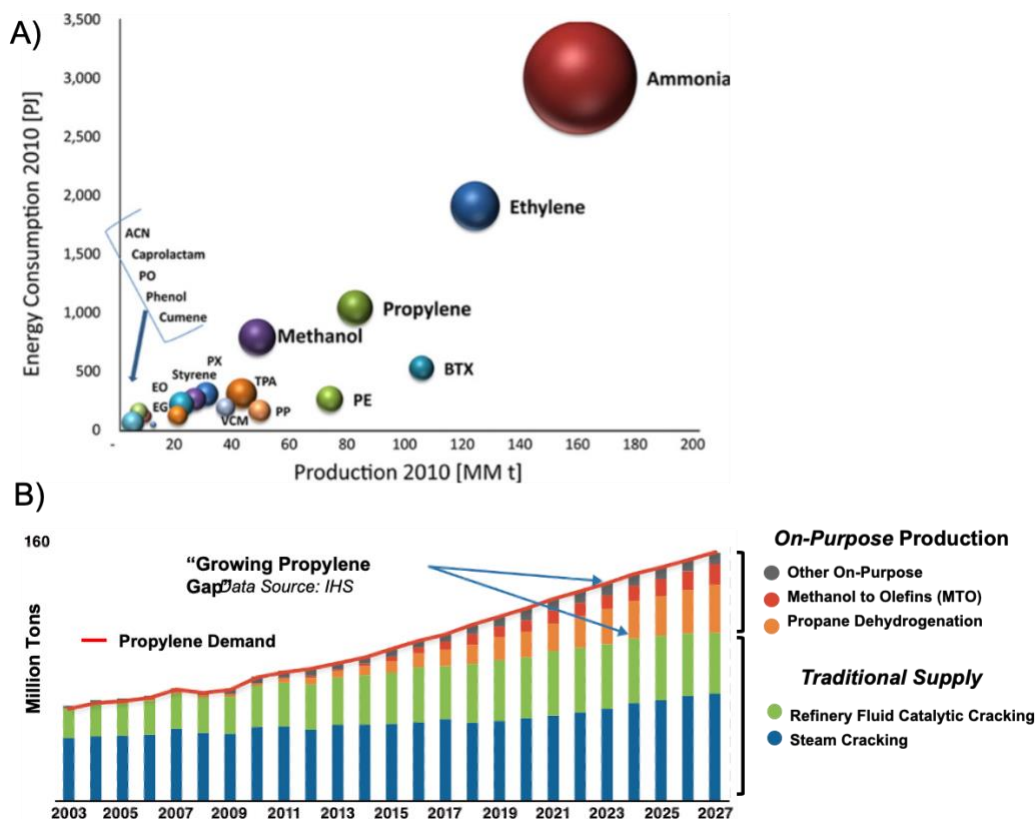 A)
Energy Consumption 2010 [PJ]
3,500
3,000
2,500
2,000
1,500
1,000
500
0
Ammonia
Ethylene
Propylene
Methanol
BTX
PE
ACN
Caprolactam
PO
Phenol
Cumene
PX
Styrene
TPA
EO
EG
VCM
PP
- 20 40 60 80 100 120 140 160 180 200
Production 2010 [MM t]
B)
160
Million Tons
“Growing Propylene
Gap” Data Source: IHS
Propylene Demand
2003 2005 2007 2009 2011 2013 2015 2017 2019 2021 2023 2025 2027
On-Purpose Production
Other On-Purpose
Methanol to Olefins (MTO)
Propane Dehydrogenation
Traditional Supply
Refinery Fluid Catalytic Cracking
Steam Cracking